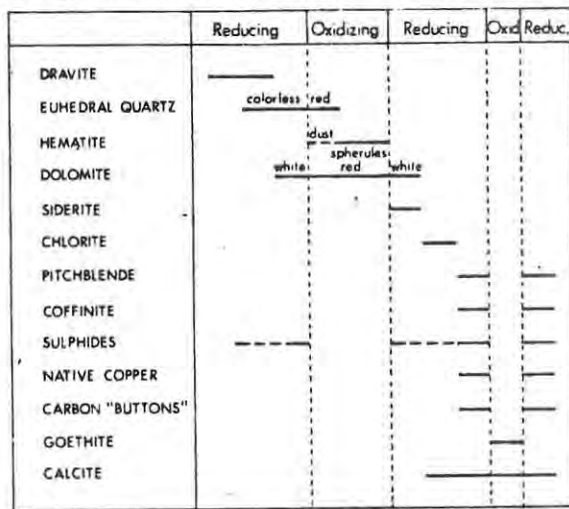 Reducing Oxidizing Reducing Oxid Reduc.
DRAVITE
EUHEDRAL QUARTZ colorless red
HEMATITE dust
spherules
DOLOMITE white red white
SIDERITE
CHLORITE
PITCHBLENDE
COFFINITE
SULPHIDES
NATIVE COPPER
CARBON "BUTTONS"
GOETHITE
CALCITE